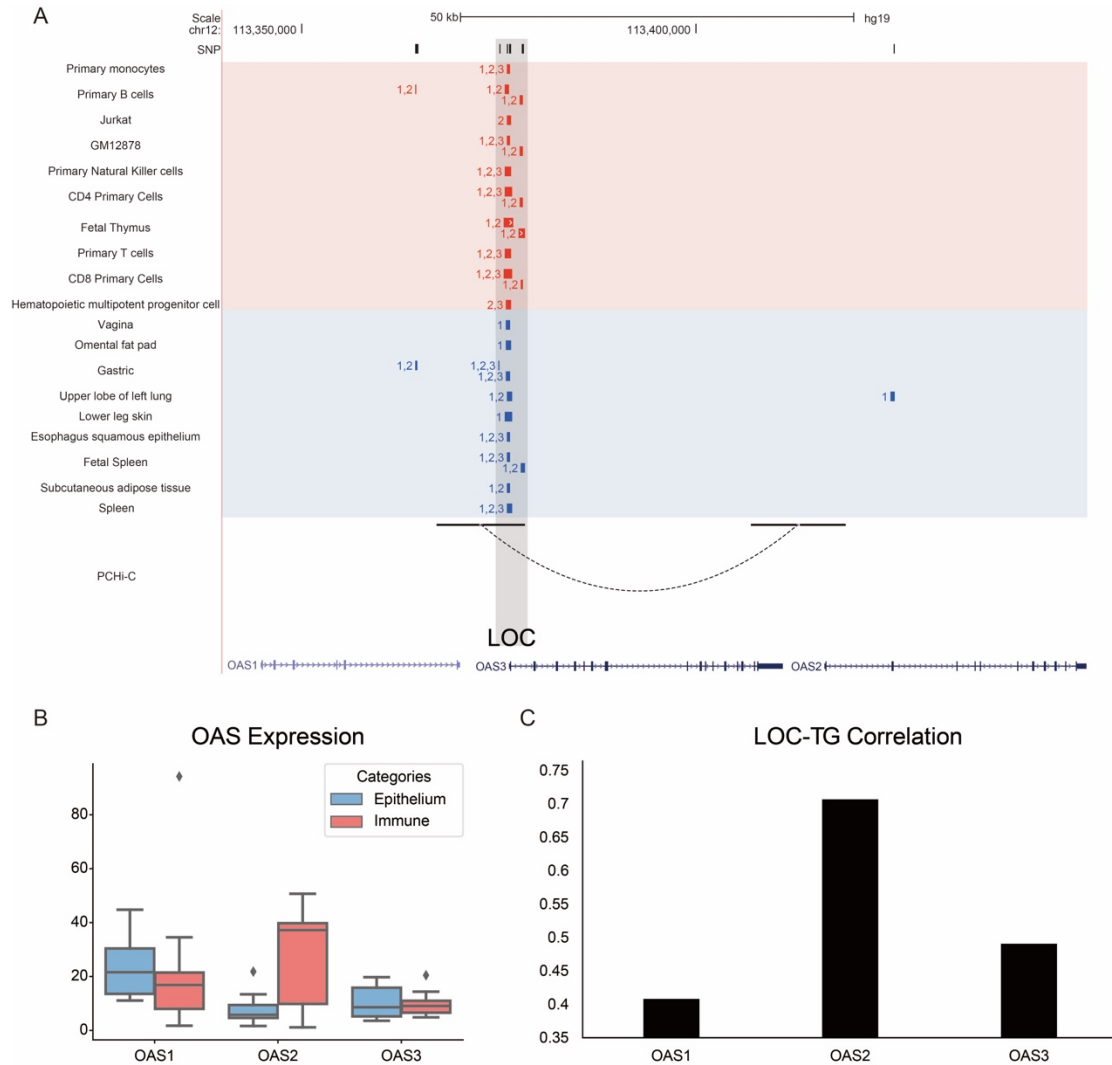 A
Scale
50 kb
hg19
chr12:
113,350,000
113,400,000
SNP
Primary monocytes
1,2,3
Primary B cells
1,2
1,2
1,2
Jurkat
2
GM12878
1,2,3
1,2
Primary Natural Killer cells
1,2,3
CD4 Primary Cells
1,2,3
1,2
Fetal Thymus
1,2
1,2
Primary T cells
1,2,3
CD8 Primary Cells
1,2,3
1,2
Hematopoietic multipotent progenitor cell
2,3
Vagina
1
Omental fat pad
1
Gastric
1,2
1,2,3
1,2,3
Upper lobe of left lung
1,2
1
Lower leg skin
1
Esophagus squamous epithelium
1,2,3
Fetal Spleen
1,2,3
1,2
Subcutaneous adipose tissue
1,2
Spleen
1,2,3
PCHi-C
LOC
OAS1
OAS3
OAS2
B
OAS Expression
Categories
Epithelium
Immune
80
60
40
20
0
OAS1 OAS2 OAS3
C
LOC-TG Correlation
0.75
0.7
0.65
0.6
0.55
0.5
0.45
0.4
0.35
OAS1 OAS2 OAS3